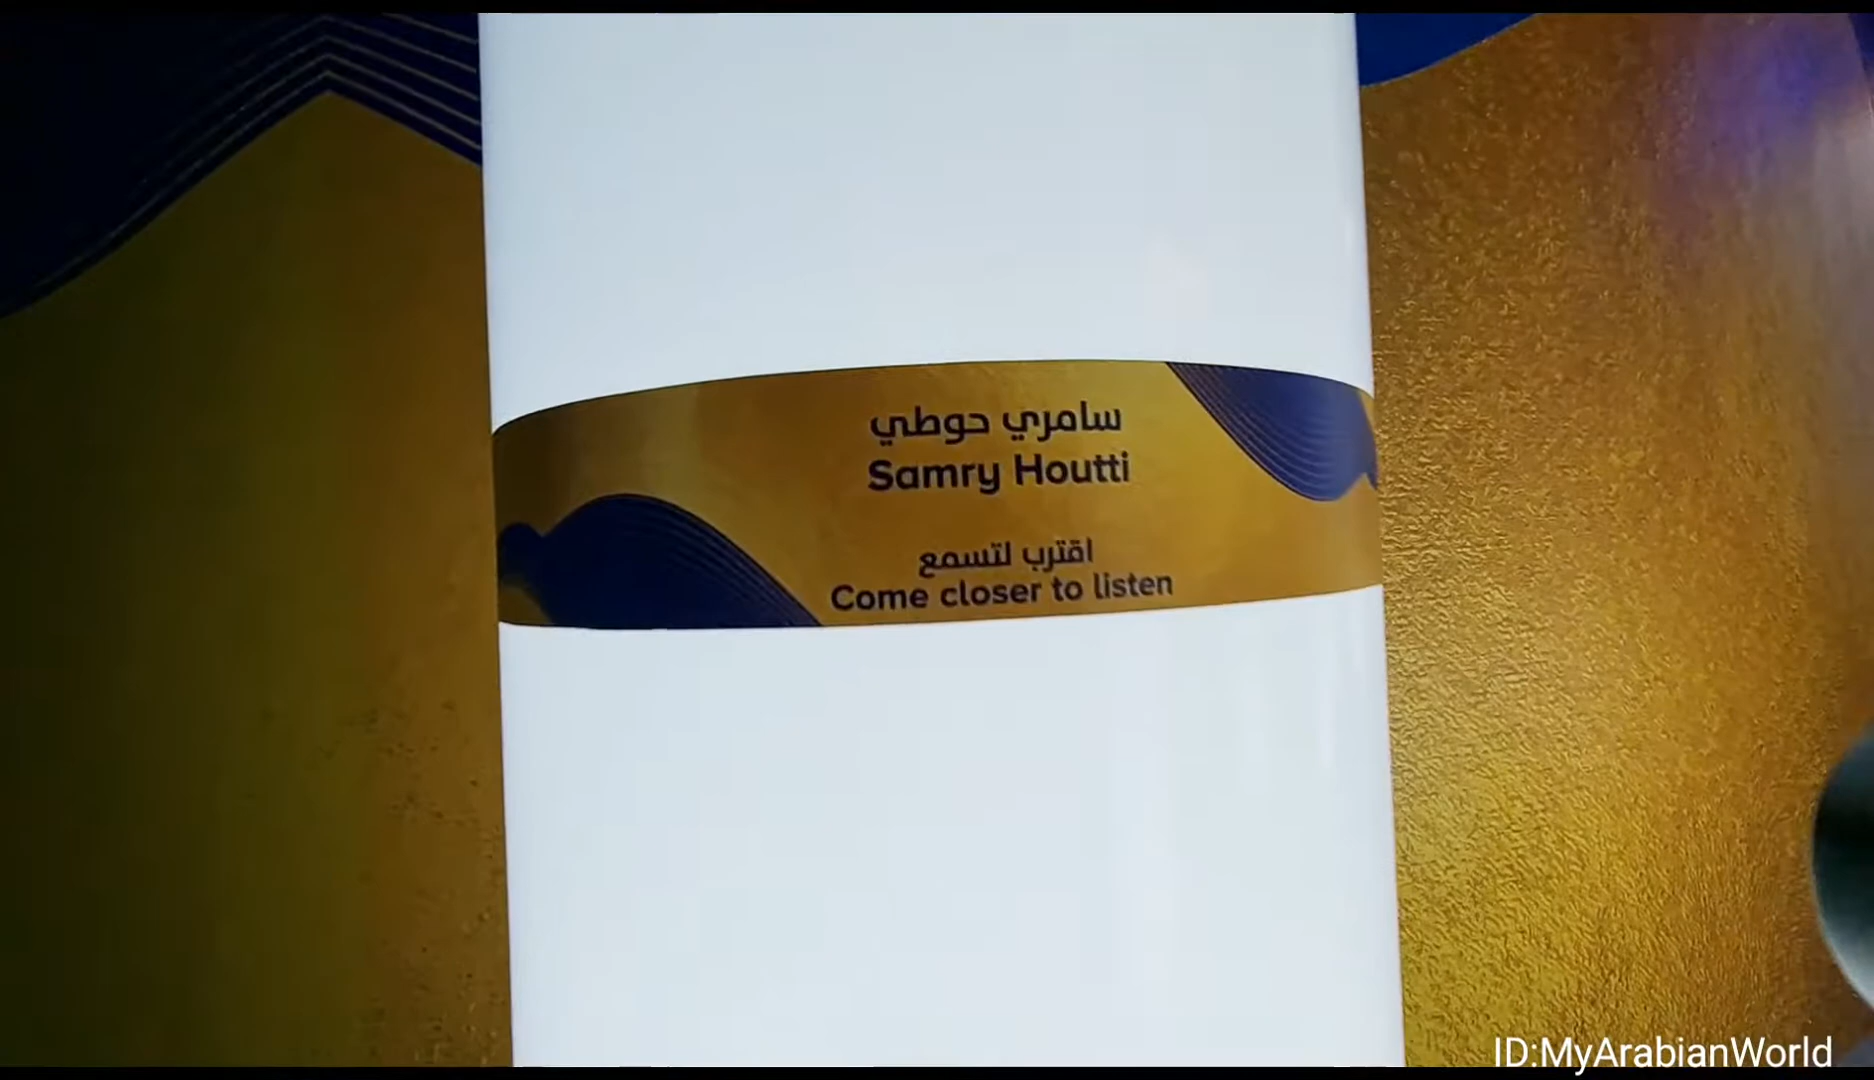 سامري حوطي
Samry Houtti
اقترب لتسمع
Come closer to listen
ID:MyArabianWorld